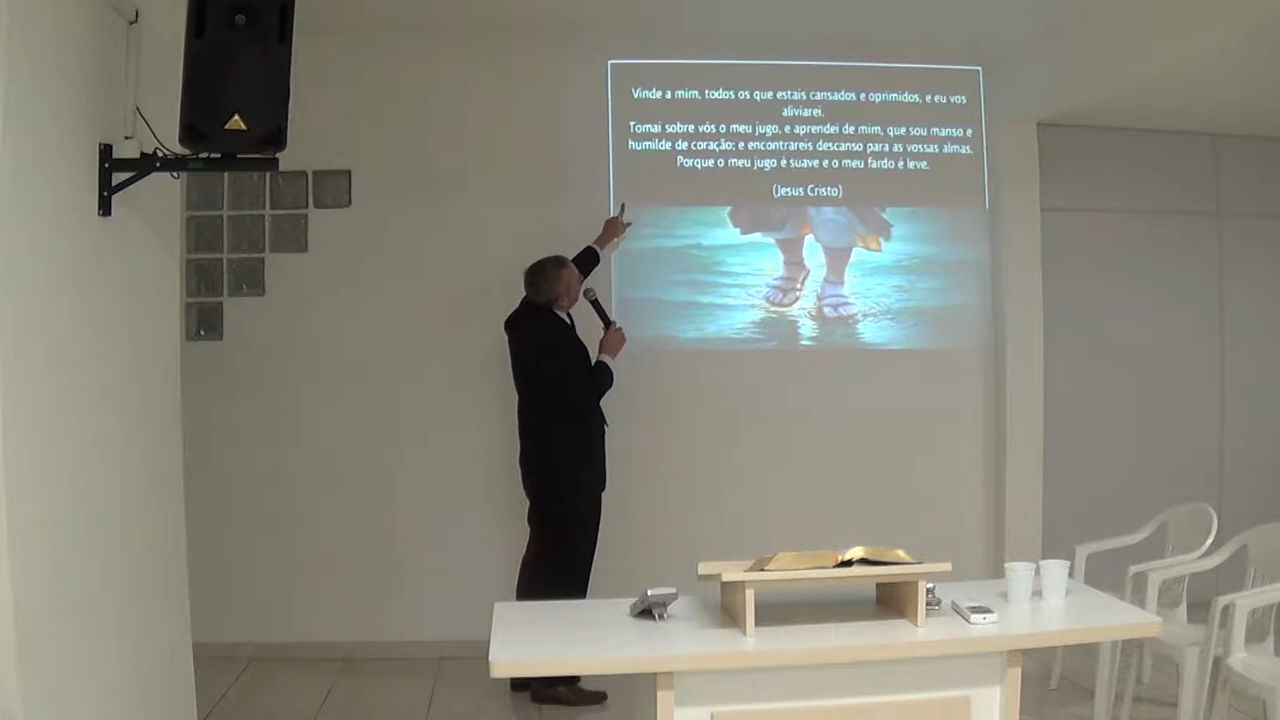 Vinde a mim, todos os que estais cansados e oprimidos, e eu vos
aliviarei.
Tomai sobre vós o meu jugo, e aprendei de mim, que sou manso e
humilde de coração; e encontrareis descanso para as vossas almas.
Porque o meu jugo é suave e o meu fardo é leve.
(Jesus Cristo)